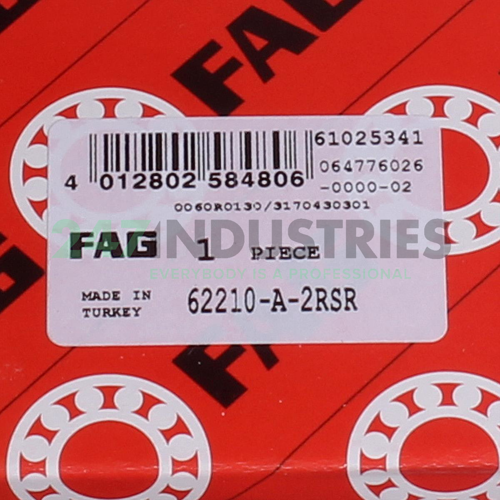 FAG
FAG
61025341
064776026
-0000-02
4 012802 584806
0060R0130/3170430301
247INDUSTRIES
EVERYBODY IS A PROFESSIONAL
FAG 1 PIECE
MADE IN TURKEY 62210-A-2RSR
FAG